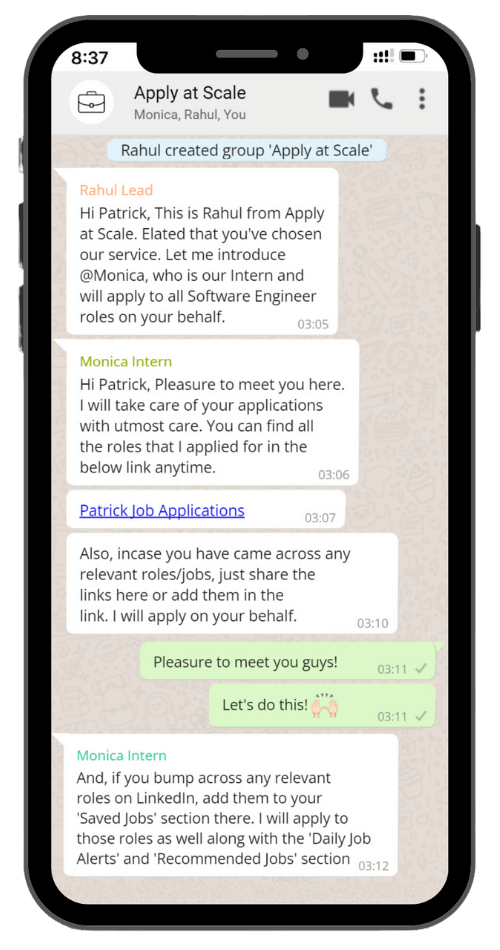 8:37
Apply at Scale
Monica, Rahul, You
Rahul created group 'Apply at Scale'
Rahul Lead
Hi Patrick, This is Rahul from Apply
at Scale. Elated that you've chosen
our service. Let me introduce
@Monica, who is our Intern and
will apply to all Software Engineer
roles on your behalf.
03:05
Monica Intern
Hi Patrick, Pleasure to meet you here.
I will take care of your applications
with utmost care. You can find all
the roles that I applied for in the
below link anytime.
03:06
Patrick Job Applications
03:07
Also, incase you have came across any
relevant roles/jobs, just share the
links here or add them in the
link. I will apply on your behalf.
03:10
Pleasure to meet you guys!
03:11
Let's do this! 🙌🏻
03:11
Monica Intern
And, if you bump across any relevant
roles on LinkedIn, add them to your
'Saved Jobs' section there. I will apply to
those roles as well along with the 'Daily Job
Alerts' and 'Recommended Jobs' section
03:12